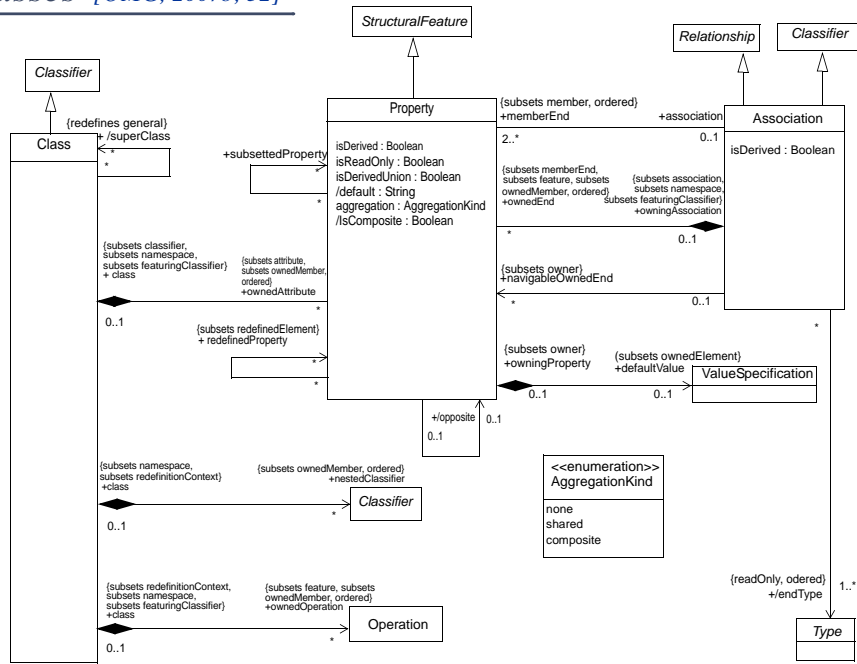 StructuralFeature
Relationship
Classifier
Classifier
{redefines general}
+ /superClass
*
*
Class
+subsettedProperty
*
*
Property
isDerived : Boolean
isReadOnly : Boolean
isDerivedUnion : Boolean
/default : String
aggregation : AggregationKind
/IsComposite : Boolean
{subsets member, ordered}
+memberEnd
2..*
+association
0..1
Association
isDerived : Boolean
{subsets memberEnd,
subsets feature, subsets
ownedMember, ordered}
+ownedEnd
*
{subsets association,
subsets namespace,
subsets featuringClassifier}
+owningAssociation
0..1
{subsets classifier,
subsets namespace,
subsets featuringClassifier}
+ class
0..1
{subsets attribute,
subsets ownedMember,
ordered}
+ownedAttribute
*
{subsets owner}
+navigableOwnedEnd
*
0..1
{subsets redefinedElement}
+ redefinedProperty
*
*
{subsets owner}
+owningProperty
0..1
(subsets ownedElement}
+defaultValue
0..1
ValueSpecification
*
+/opposite
0..1
0..1
{subsets namespace,
subsets redefinitionContext}
+class
0..1
{subsets ownedMember, ordered}
+nestedClassifier
*
Classifier
<<enumeration>>
AggregationKind
none
shared
composite
{subsets redefinitionContext,
subsets namespace,
subsets featuringClassifier}
+class
0..1
{subsets feature, subsets
ownedMember, ordered}
+ownedOperation
*
Operation
{readOnly, odered}
+/endType
1..*
Type